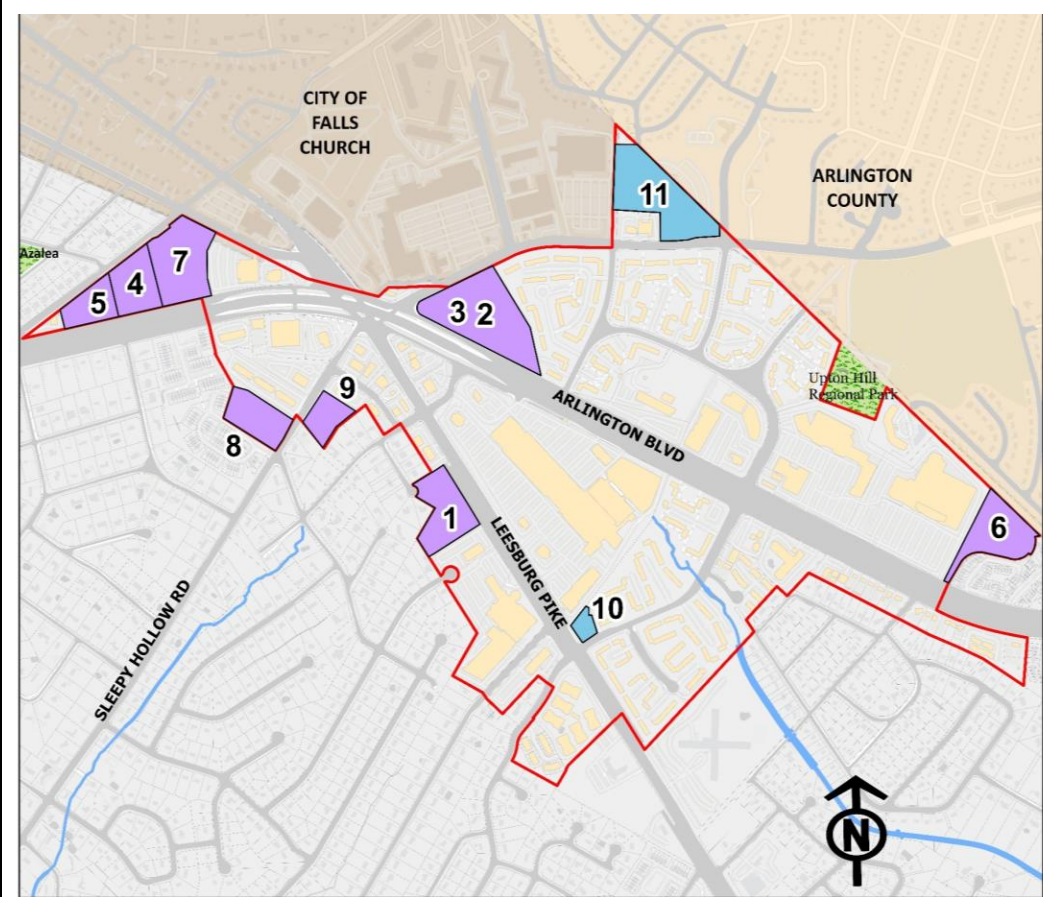 CITY OF
FALLS
CHURCH
ARLINGTON
COUNTY
11
Azalea
7
4
5
3 2
9
8
Upton Hill
Regional Park
ARLINGTON BLVD
1
LEESBURG PIKE
6
10
SLEEPY HOLLOW RD
N